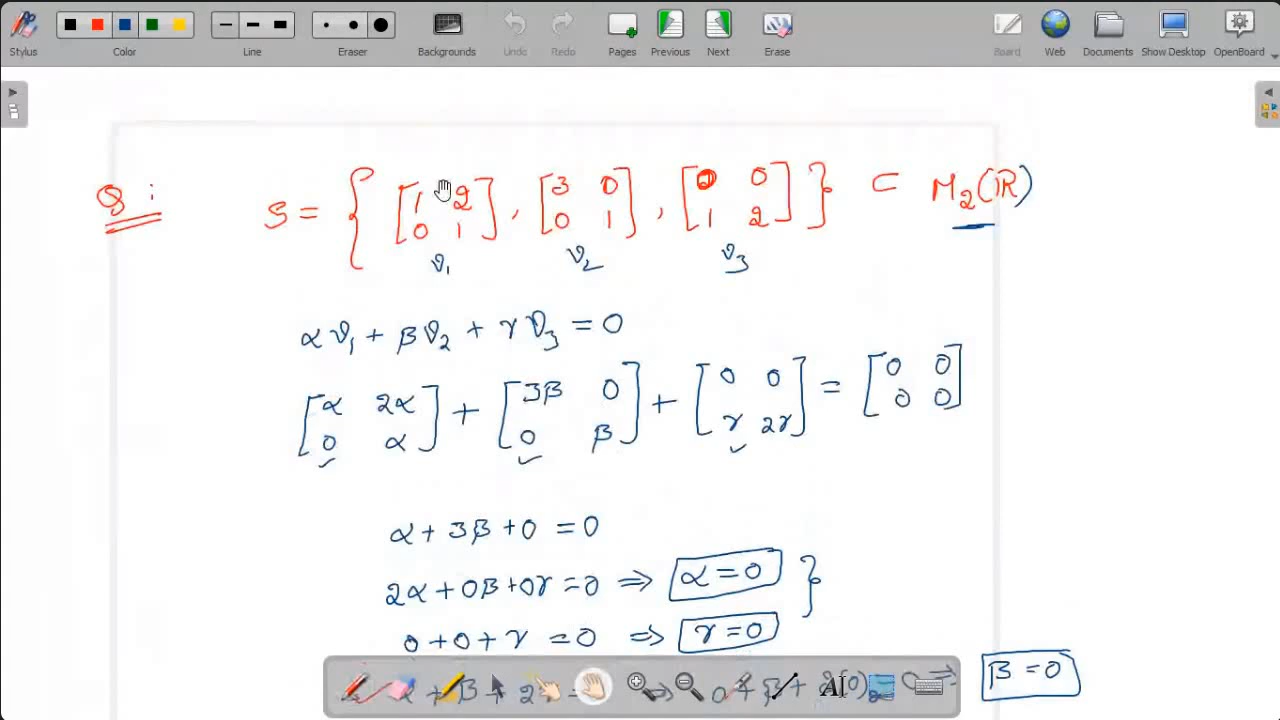 Stylus Color Line Eraser Backgrounds Undo Redo Pages Previous Next Erase Board Web Documents Show Desktop OpenBoard
Q : S = { [1 2; 0 1], [3 0; 0 1], [0 0; 1 2] } ⊂ M₂(ℝ)
v₁ v₂ v₃
αv₁ + βv₂ + γv₃ = 0
[α 2α; 0 α] + [3β 0; 0 β] + [0 0; γ 2γ] = [0 0; 0 0]
α + 3β + 0 = 0
2α + 0β + 0γ = 0 ⇒ α = 0 }
0 + 0 + γ = 0 ⇒ γ = 0
⇒ β = 0